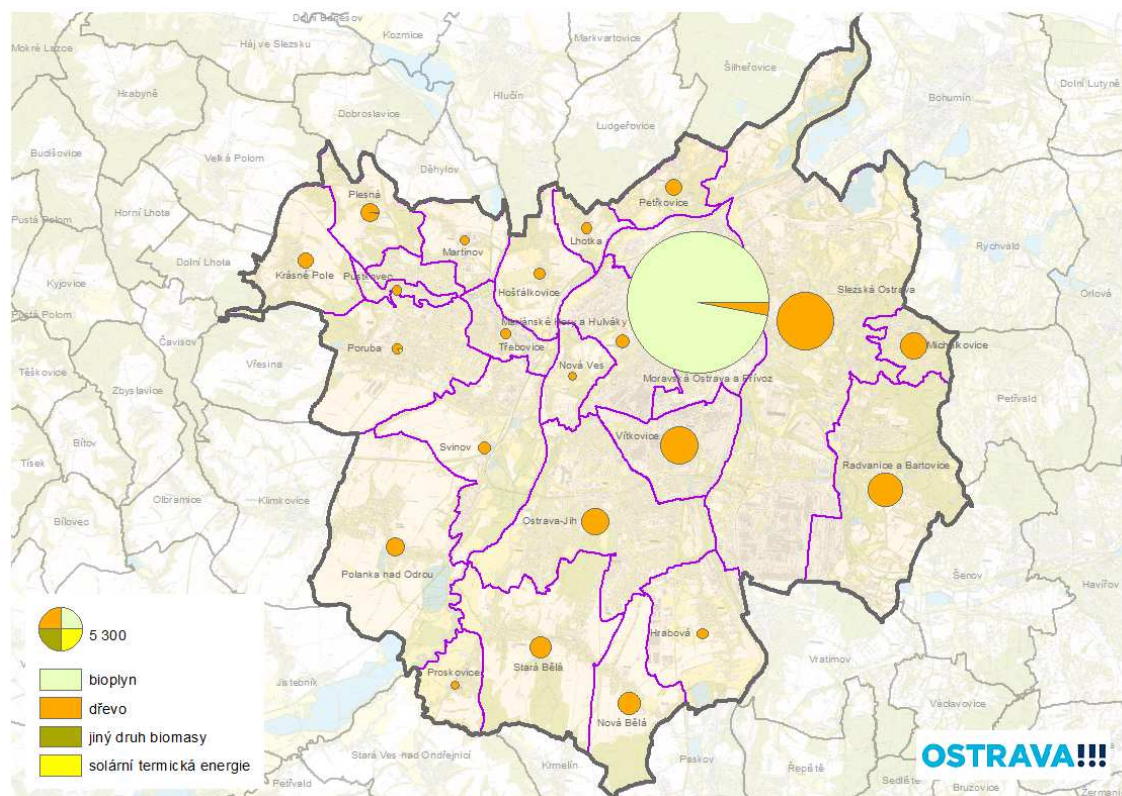 Dolní Benešov
Kozmice
Markvartovice
Mokré Lazce
Háj ve Slezsku
Šilheřovice
Hrabyně
Hlučín
Dolní Lutyně
Bohumín
Dobroslavice
Ludgeřovice
Budišovice
Velká Polom
Děhylov
Plesná
Petřkovice
Pustá Polom
Horní Lhota
Lhotka
Martinov
Rychvald
Dolní Lhota
Krásné Pole
Pustkovec
Hošťálkovice
Slezská Ostrava
Kyjovice
Orlová
Pustá Polom
Mariánské Hory a Hulváky
Čavisov
Třebovice
Michálkovice
Poruba
Těškovice
Vřesina
Nová Ves
Moravská Ostrava a Přívoz
Zbyslavice
Petřvald
Vítkovice
Bítov
Svinov
Tísek
Radvanice a Bartovice
Olbramice
Klimkovice
Bílovec
Ostrava-Jih
Polanka nad Odrou
Šenov
Havířov
5 300
Hrabová
Vratimov
Stará Bělá
Proskovice
Jistebník
bioplyn
Václavovice
Nová Bělá
dřevo
jiný druh biomasy
Stará Ves nad Ondřejnicí
Krmelín
Paskov
Řepiště
OSTRAVA!!!
solární termická energie
Petřvald
Sedliště
Bruzovice
Žermanice